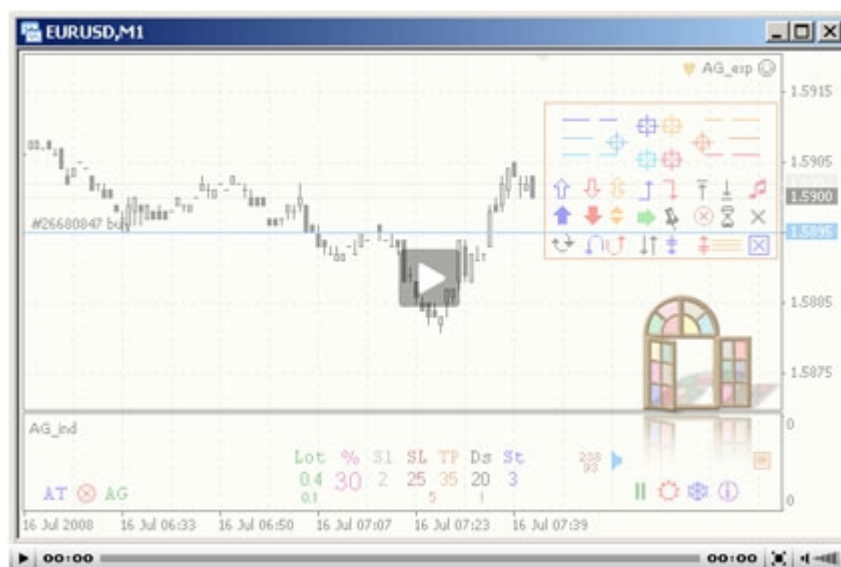 EURUSD,M1
AG_exp
1.5915
1.5905
1.5900
#26680847 buy
1.5895
1.5885
1.5875
AG_ind
0
Lot % Sl SL TP Ds St
0.4 30 2 25 35 20 3
0.1 5 1
AT AG
0
16 Jul 2008 16 Jul 06:33 16 Jul 06:50 16 Jul 07:07 16 Jul 07:23 16 Jul 07:39
00:00 00:00